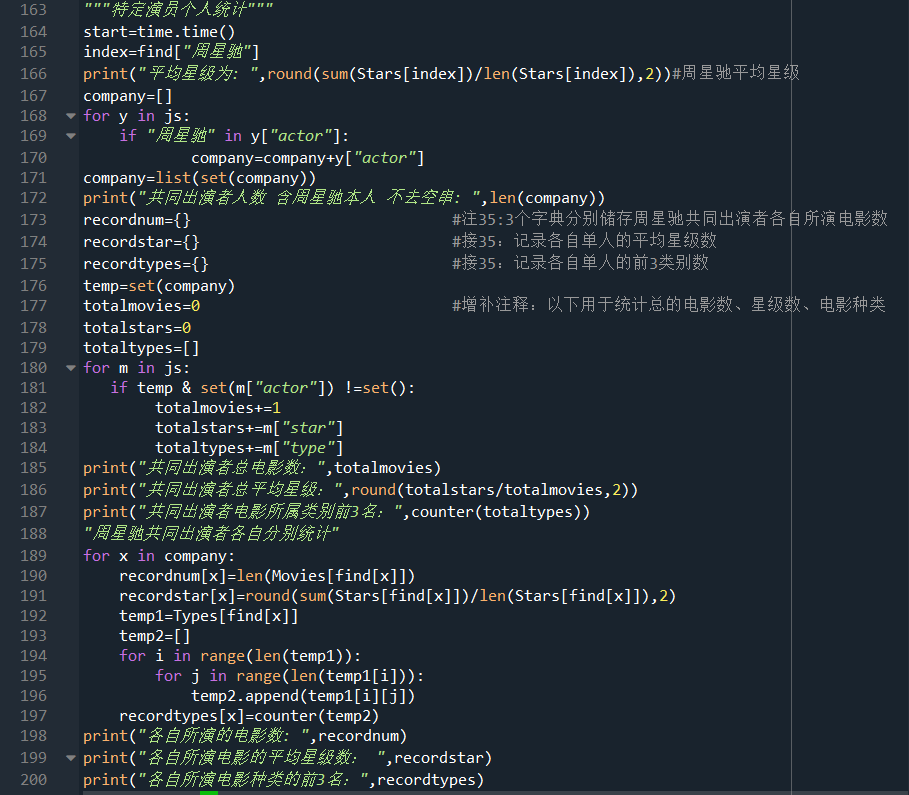 163 """特定演员个人统计"""
164 start=time.time()
165 index=find["周星驰"]
166 print("平均星级为: ",round(sum(Stars[index])/len(Stars[index]),2))#周星驰平均星级
167 company=[]
168 for y in js:
169 if "周星驰" in y["actor"]:
170 company=company+y["actor"]
171 company=list(set(company))
172 print("共同出演者人数 含周星驰本人 不去空串: ",len(company))
173 recordnum={} #注35:3个字典分别储存周星驰共同出演者各自所演电影数
174 recordstar={} #接35: 记录各自单人的平均星级数
175 recordtypes={} #接35: 记录各自单人的前3类别数
176 temp=set(company)
177 totalmovies=0 #增补注释: 以下用于统计总的电影数、星级数、电影种类
178 totalstars=0
179 totaltypes=[]
180 for m in js:
181 if temp & set(m["actor"]) !=set():
182 totalmovies+=1
183 totalstars+=m["star"]
184 totaltypes+=m["type"]
185 print("共同出演者总电影数: ",totalmovies)
186 print("共同出演者总平均星级: ",round(totalstars/totalmovies,2))
187 print("共同出演者电影所属类别前3名: ",counter(totaltypes))
188 "周星驰共同出演者各自分别统计"
189 for x in company:
190 recordnum[x]=len(Movies[find[x]])
191 recordstar[x]=round(sum(Stars[find[x]])/len(Stars[find[x]]),2)
192 temp1=Types[find[x]]
193 temp2=[]
194 for i in range(len(temp1)):
195 for j in range(len(temp1[i])):
196 temp2.append(temp1[i][j])
197 recordtypes[x]=counter(temp2)
198 print("各自所演的电影数: ",recordnum)
199 print("各自所演电影的平均星级数: ",recordstar)
200 print("各自所演电影种类的前3名: ",recordtypes)